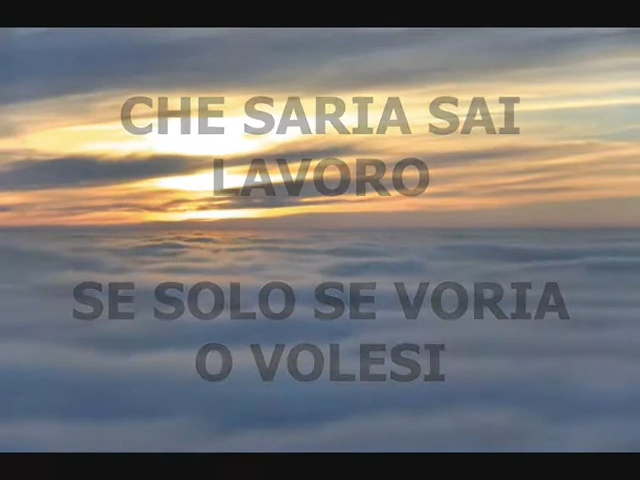 CHE SARIA SAI
LAVORO
SE SOLO SE VORIA
O VOLESI